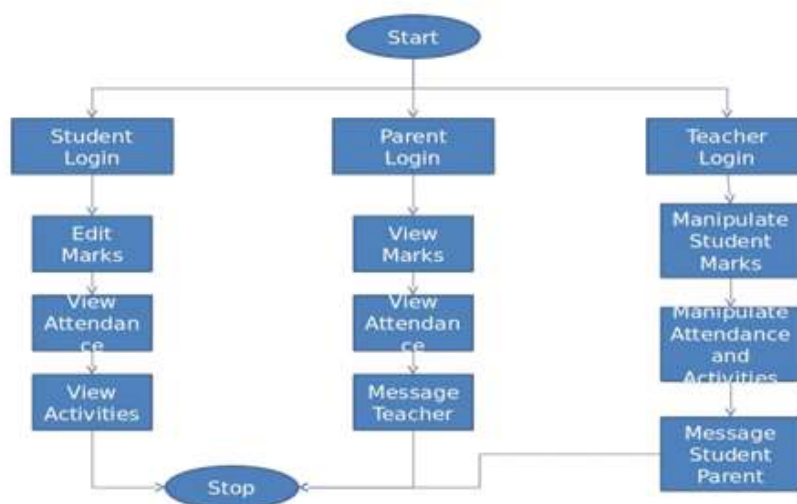 Start
Student
Login
Parent
Login
Teacher
Login
Edit
Marks
View
Marks
Manipulate
Student
Marks
View
Attendan
ce
View
Attendan
ce
Manipulate
Attendance
and
Activities
View
Activities
Message
Teacher
Message
Student
Parent
Stop